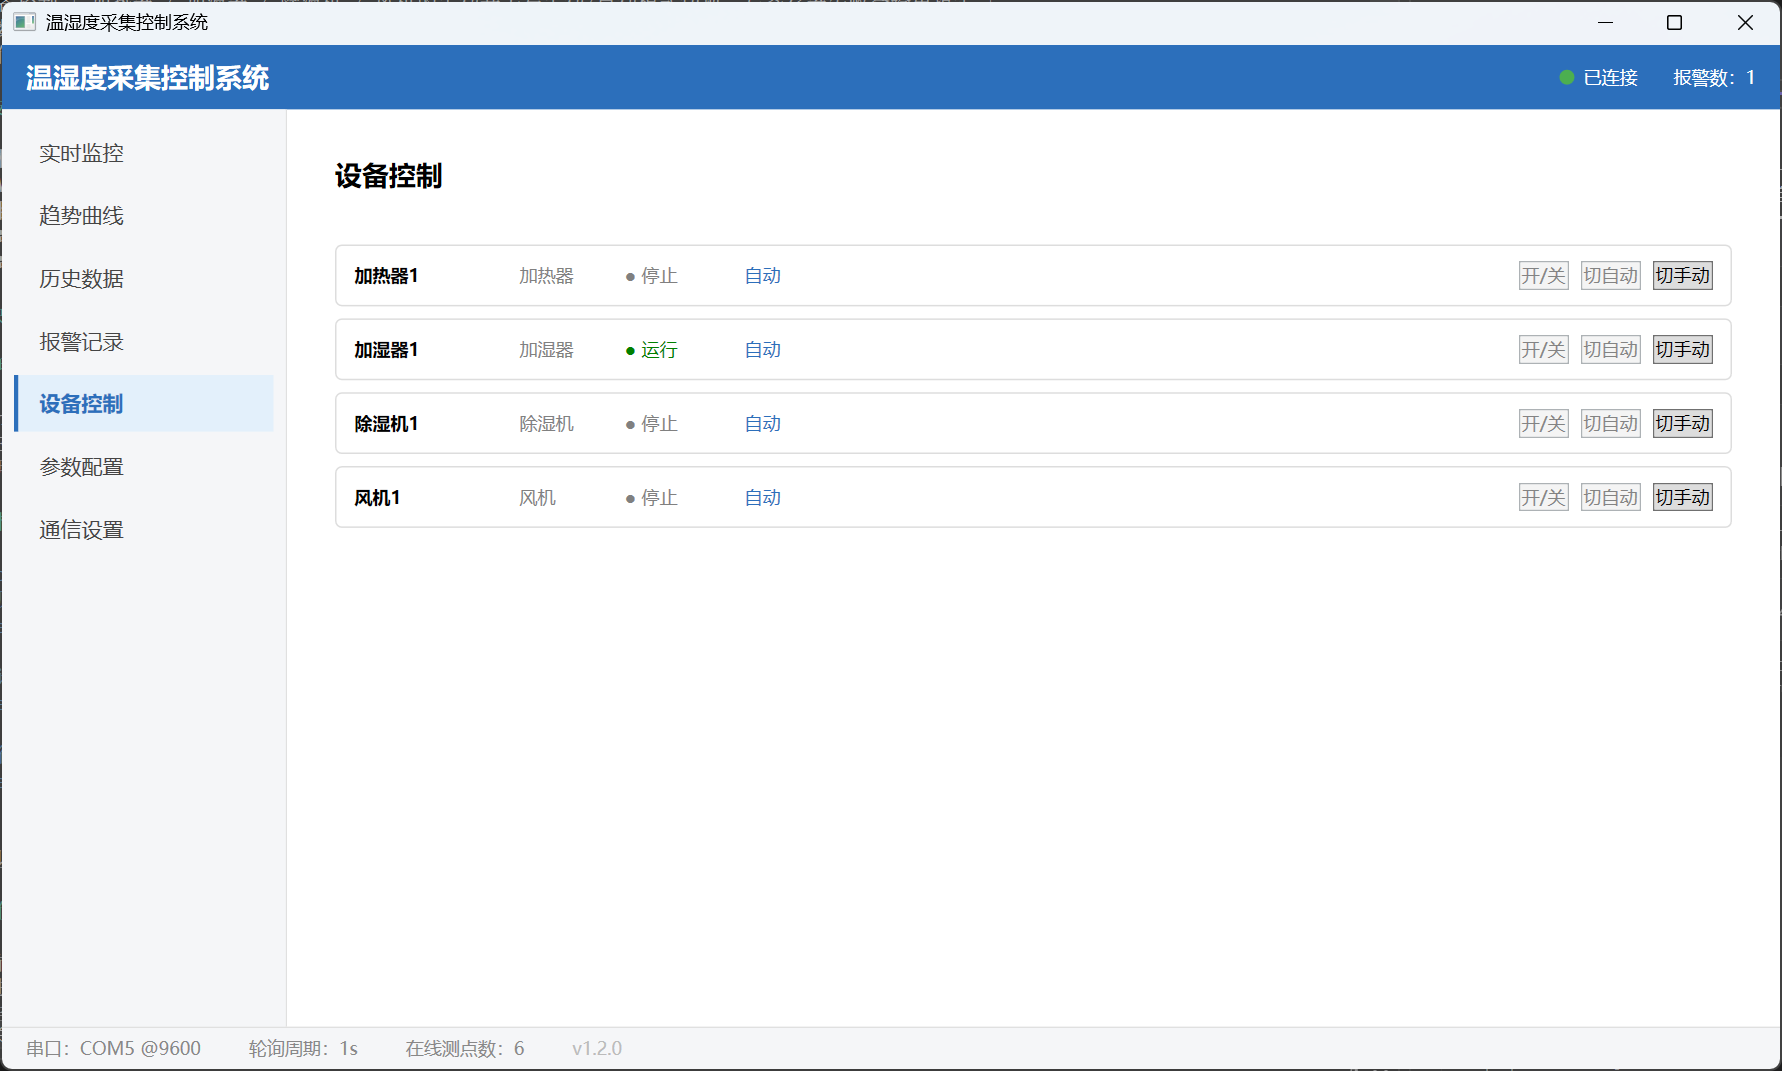 温湿度采集控制系统
温湿度采集控制系统 已连接 报警数：1
实时监控
趋势曲线
历史数据
报警记录
设备控制
参数配置
通信设置
设备控制
加热器1 加热器 ● 停止 自动 开/关 切自动 切手动
加湿器1 加湿器 ● 运行 自动 开/关 切自动 切手动
除湿机1 除湿机 ● 停止 自动 开/关 切自动 切手动
风机1 风机 ● 停止 自动 开/关 切自动 切手动
串口：COM5 @9600 轮询周期：1s 在线测点数：6 v1.2.0